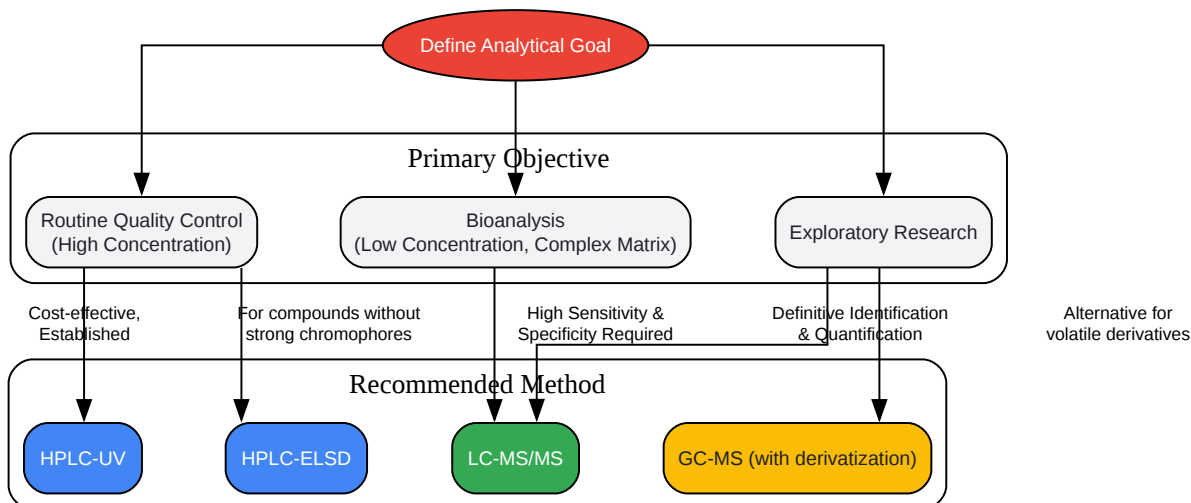 Define Analytical Goal
Primary Objective
Routine Quality Control
(High Concentration)
Bioanalysis
(Low Concentration, Complex Matrix)
Exploratory Research
Cost-effective,
Established
For compounds without
strong chromophores
High Sensitivity &
Specificity Required
Definitive Identification
& Quantification
Alternative for
volatile derivatives
Recommended Method
HPLC-UV
HPLC-ELSD
LC-MS/MS
GC-MS (with derivatization)